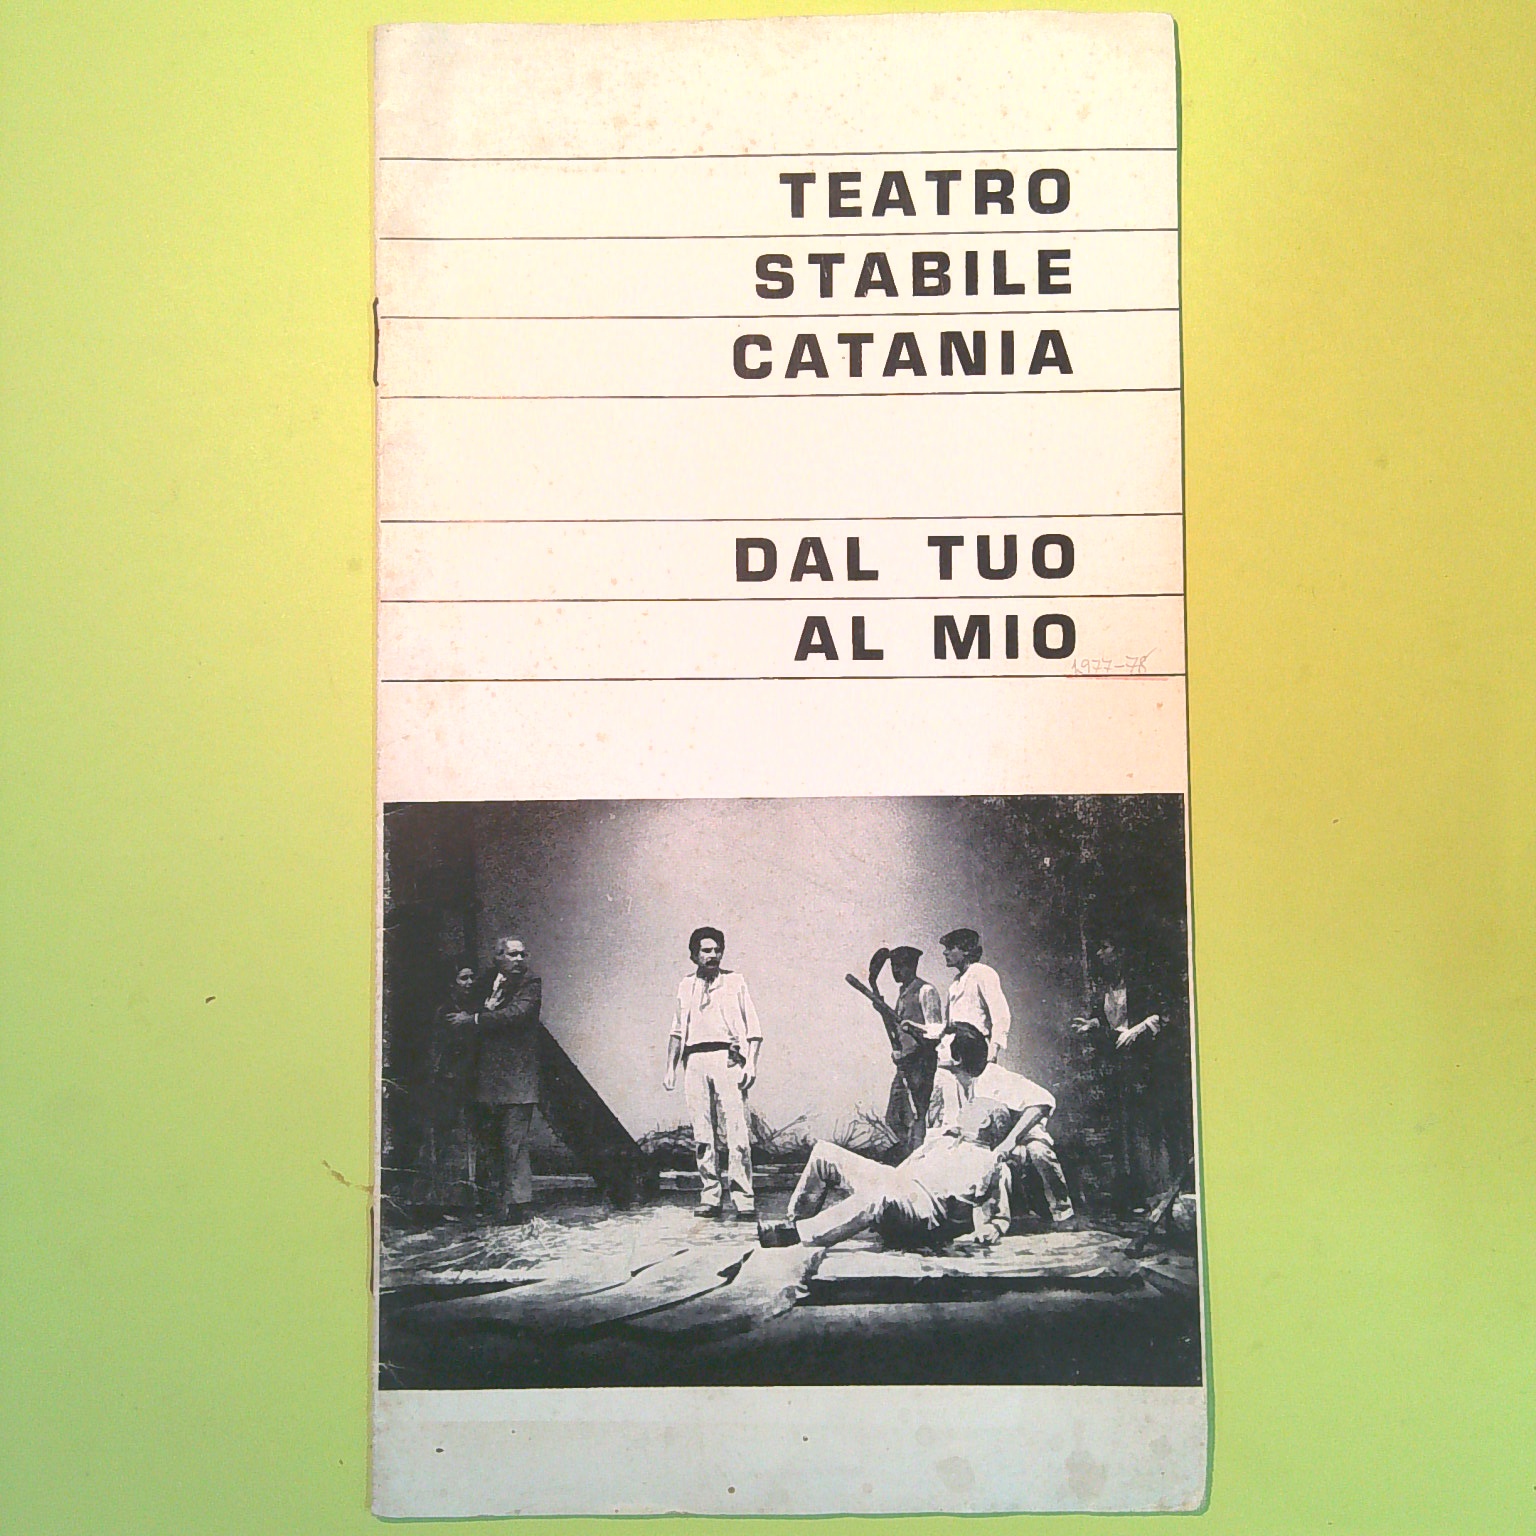 TEATRO
STABILE
CATANIA
DAL TUO
AL MIO
1977-78